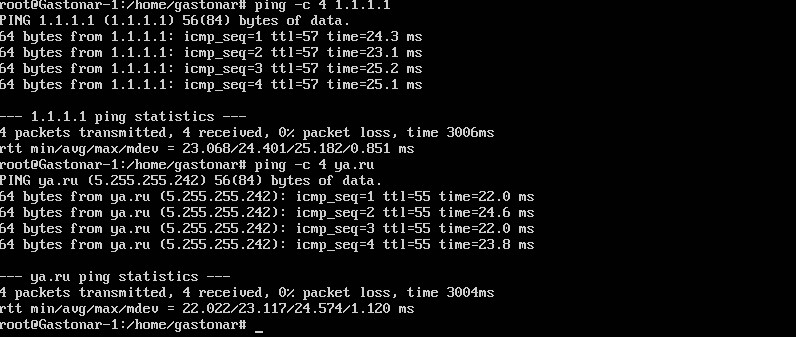 root@Gastonar-1:/home/gastonar# ping -c 4 1.1.1.1
PING 1.1.1.1 (1.1.1.1) 56(84) bytes of data.
64 bytes from 1.1.1.1: icmp_seq=1 ttl=57 time=24.3 ms
64 bytes from 1.1.1.1: icmp_seq=2 ttl=57 time=23.1 ms
64 bytes from 1.1.1.1: icmp_seq=3 ttl=57 time=25.2 ms
64 bytes from 1.1.1.1: icmp_seq=4 ttl=57 time=25.1 ms
--- 1.1.1.1 ping statistics ---
4 packets transmitted, 4 received, 0% packet loss, time 3006ms
rtt min/avg/max/mdev = 23.068/24.401/25.182/0.851 ms
root@Gastonar-1:/home/gastonar# ping -c 4 ya.ru
PING ya.ru (5.255.255.242) 56(84) bytes of data.
64 bytes from ya.ru (5.255.255.242): icmp_seq=1 ttl=55 time=22.0 ms
64 bytes from ya.ru (5.255.255.242): icmp_seq=2 ttl=55 time=24.6 ms
64 bytes from ya.ru (5.255.255.242): icmp_seq=3 ttl=55 time=22.0 ms
64 bytes from ya.ru (5.255.255.242): icmp_seq=4 ttl=55 time=23.8 ms
--- ya.ru ping statistics ---
4 packets transmitted, 4 received, 0% packet loss, time 3004ms
rtt min/avg/max/mdev = 22.022/23.117/24.574/1.120 ms
root@Gastonar-1:/home/gastonar# _